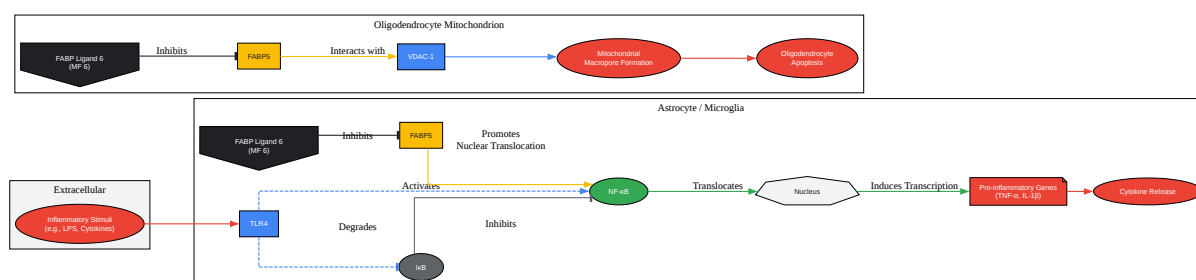 Oligodendrocyte Mitochondrion
FABP Ligand 6
(MF 6)
Inhibits
FABP5
Interacts with
VDAC-1
Mitochondrial
Macropore Formation
Oligodendrocyte
Apoptosis
Astrocyte / Microglia
FABP Ligand 6
(MF 6)
Inhibits
FABP5
Promotes
Nuclear Translocation
Extracellular
Inflammatory Stimuli
(e.g., LPS, Cytokines)
TLR4
Activates
Degrades
IκB
Inhibits
NF-κB
Translocates
Nucleus
Induces Transcription
Pro-inflammatory Genes
(TNF-α, IL-1β)
Cytokine Release